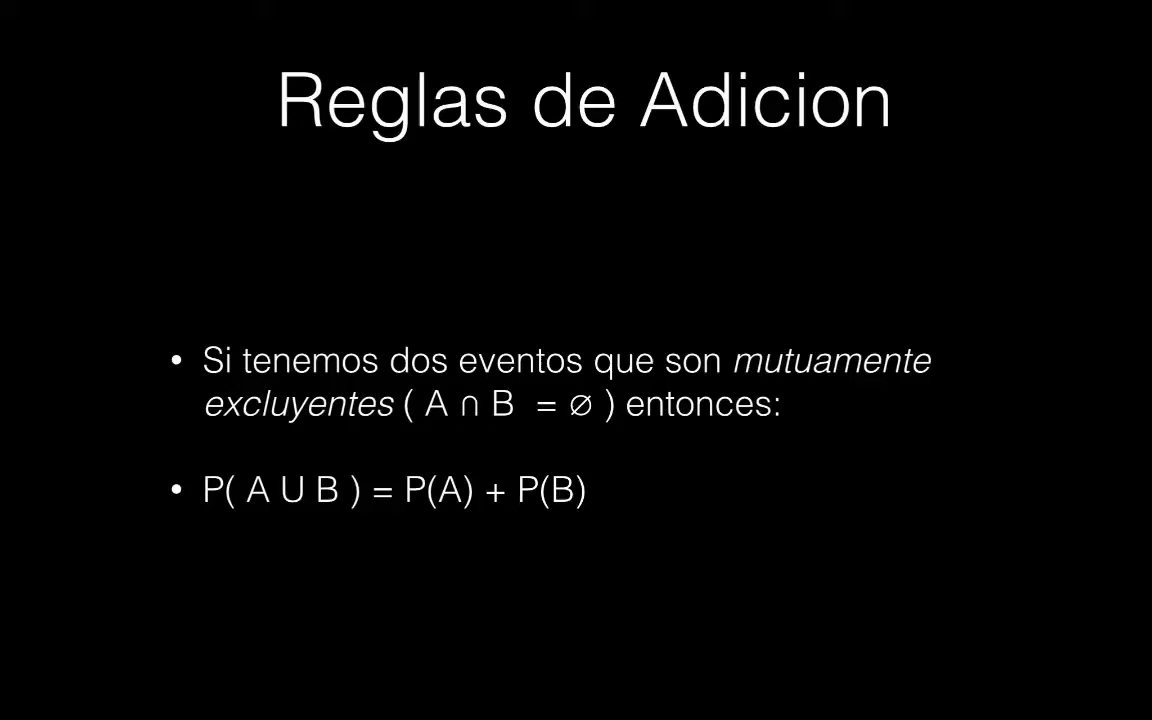 Reglas de Adicion
• Si tenemos dos eventos que son mutuamente
excluyentes ( A ∩ B = ∅ ) entonces:
• P( A U B ) = P(A) + P(B)